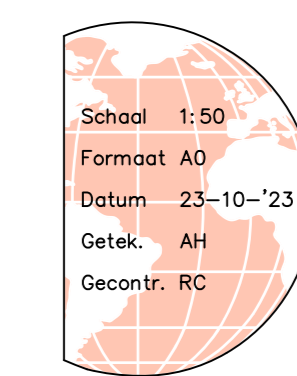 Schaal 1:50
Formaat A0
Datum 23-10-'23
Getek. AH
Gecontr. RC